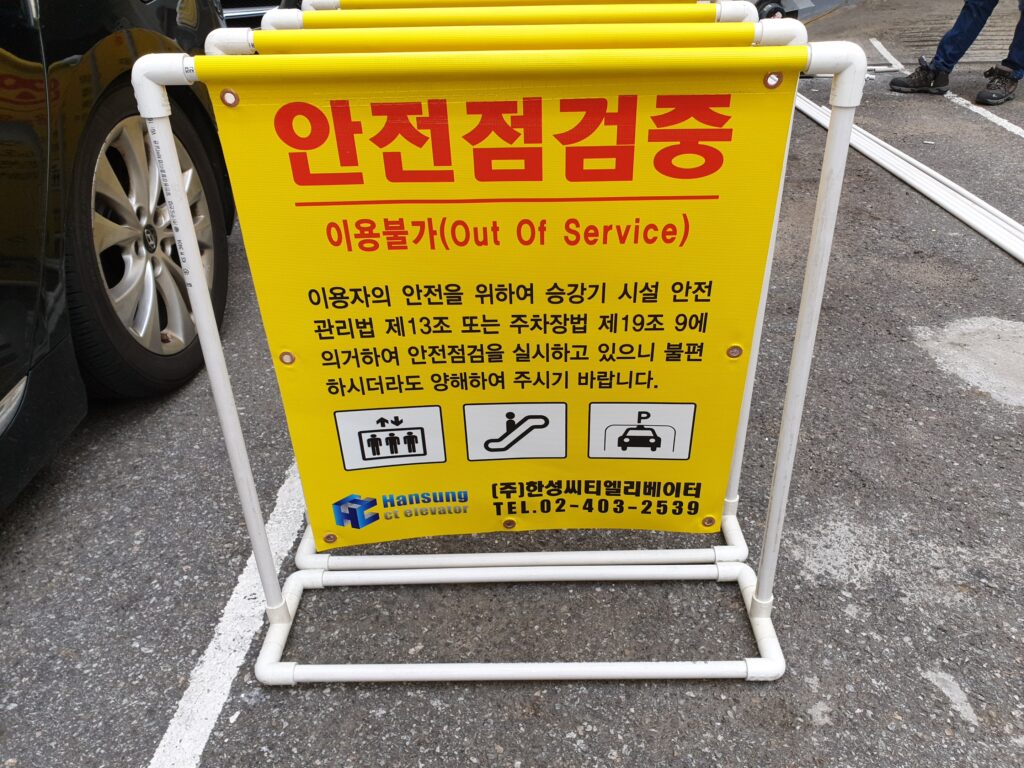 안전점검중
이용불가(Out Of Service)
이용자의 안전을 위하여 승강기 시설 안전
관리법 제13조 또는 주차장법 제19조 9에
의거하여 안전점검을 실시하고 있으니 불편
하시더라도 양해하여 주시기 바랍니다.
P
Hansung
ct elevator
(주)한성씨티엘리베이터
TEL.02-403-2539